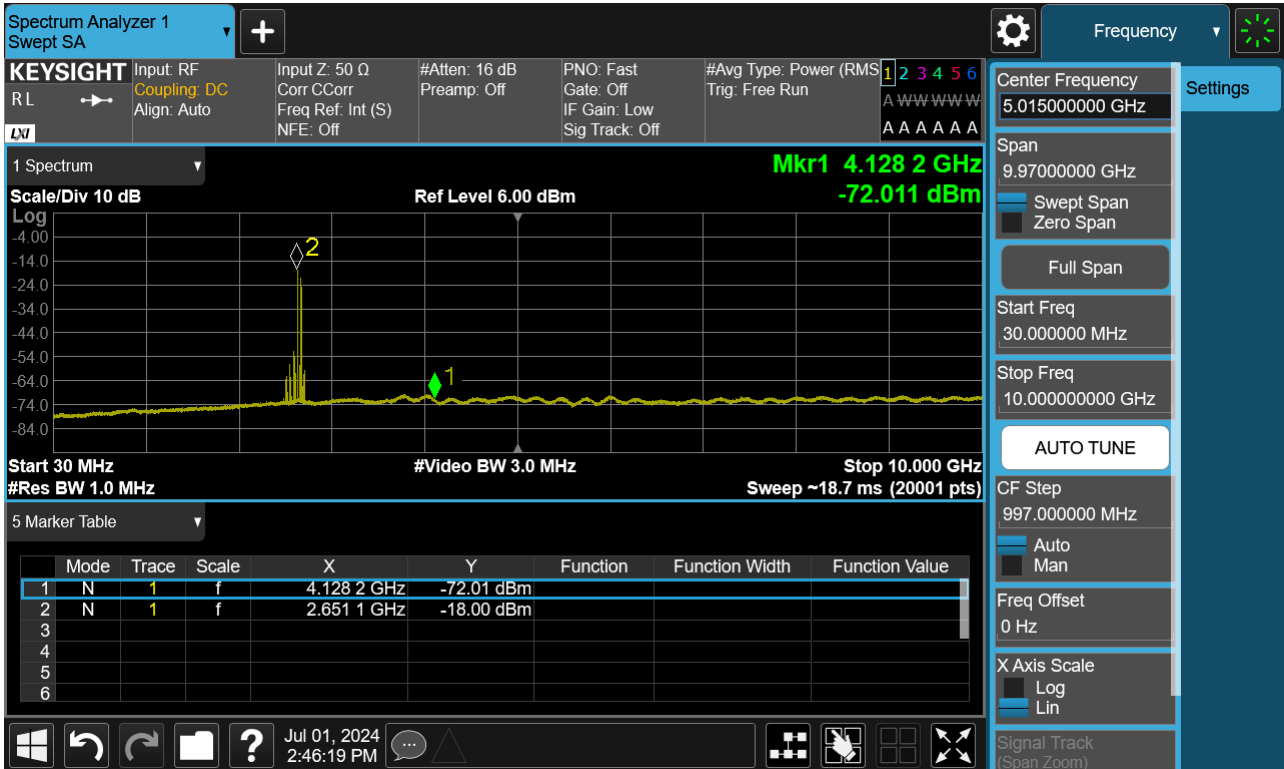 Spectrum Analyzer 1
Swept SA
Frequency
KEYSIGHT
R L
LXI
Input: RF
Coupling: DC
Align: Auto
Input Z: 50 Ω
Corr CCorr
Freq Ref: Int (S)
NFE: Off
#Atten: 16 dB
Preamp: Off
PNO: Fast
Gate: Off
IF Gain: Low
Sig Track: Off
#Avg Type: Power (RMS
Trig: Free Run
1 2 3 4 5 6
A W W W W W
A A A A A A
1 Spectrum
Mkr1 4.128 2 GHz
-72.011 dBm
Scale/Div 10 dB
Ref Level 6.00 dBm
Log
-4.00
-14.0
-24.0
-34.0
-44.0
-54.0
-64.0
-74.0
-84.0
2
1
Start 30 MHz
#Video BW 3.0 MHz
Stop 10.000 GHz
#Res BW 1.0 MHz
Sweep ~18.7 ms (20001 pts)
5 Marker Table
Mode Trace Scale X Y Function Function Width Function Value
1 N 1 f 4.128 2 GHz -72.01 dBm
2 N 1 f 2.651 1 GHz -18.00 dBm
3
4
5
6
Jul 01, 2024
2:46:19 PM
Center Frequency
5.015000000 GHz
Span
9.97000000 GHz
Swept Span
Zero Span
Full Span
Start Freq
30.000000 MHz
Stop Freq
10.000000000 GHz
AUTO TUNE
CF Step
997.000000 MHz
Auto
Man
Freq Offset
0 Hz
X Axis Scale
Log
Lin
Signal Track
(Span Zoom)
Settings